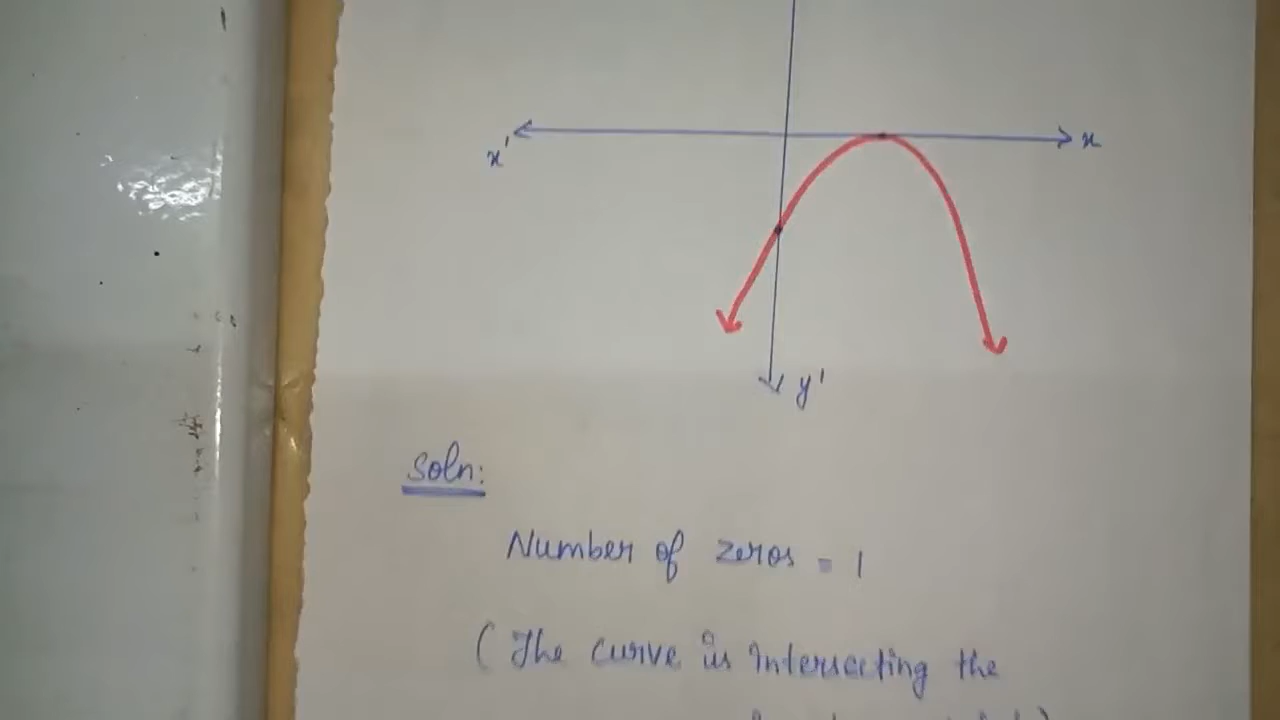 x' x
y'
Soln:
Number of zeros = 1
(The curve is intersecting the